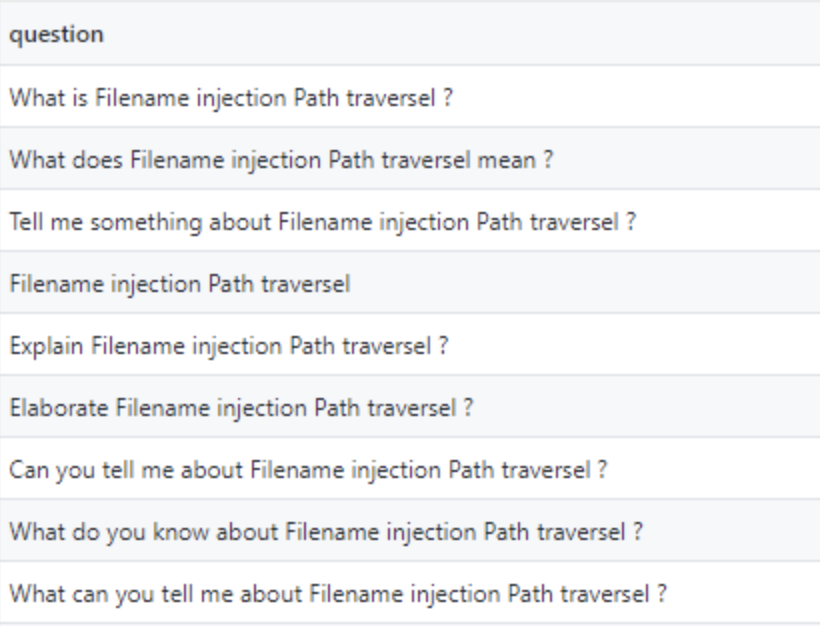 question
What is Filename injection Path traversel ?
What does Filename injection Path traversel mean ?
Tell me something about Filename injection Path traversel ?
Filename injection Path traversel
Explain Filename injection Path traversel ?
Elaborate Filename injection Path traversel ?
Can you tell me about Filename injection Path traversel ?
What do you know about Filename injection Path traversel ?
What can you tell me about Filename injection Path traversel ?